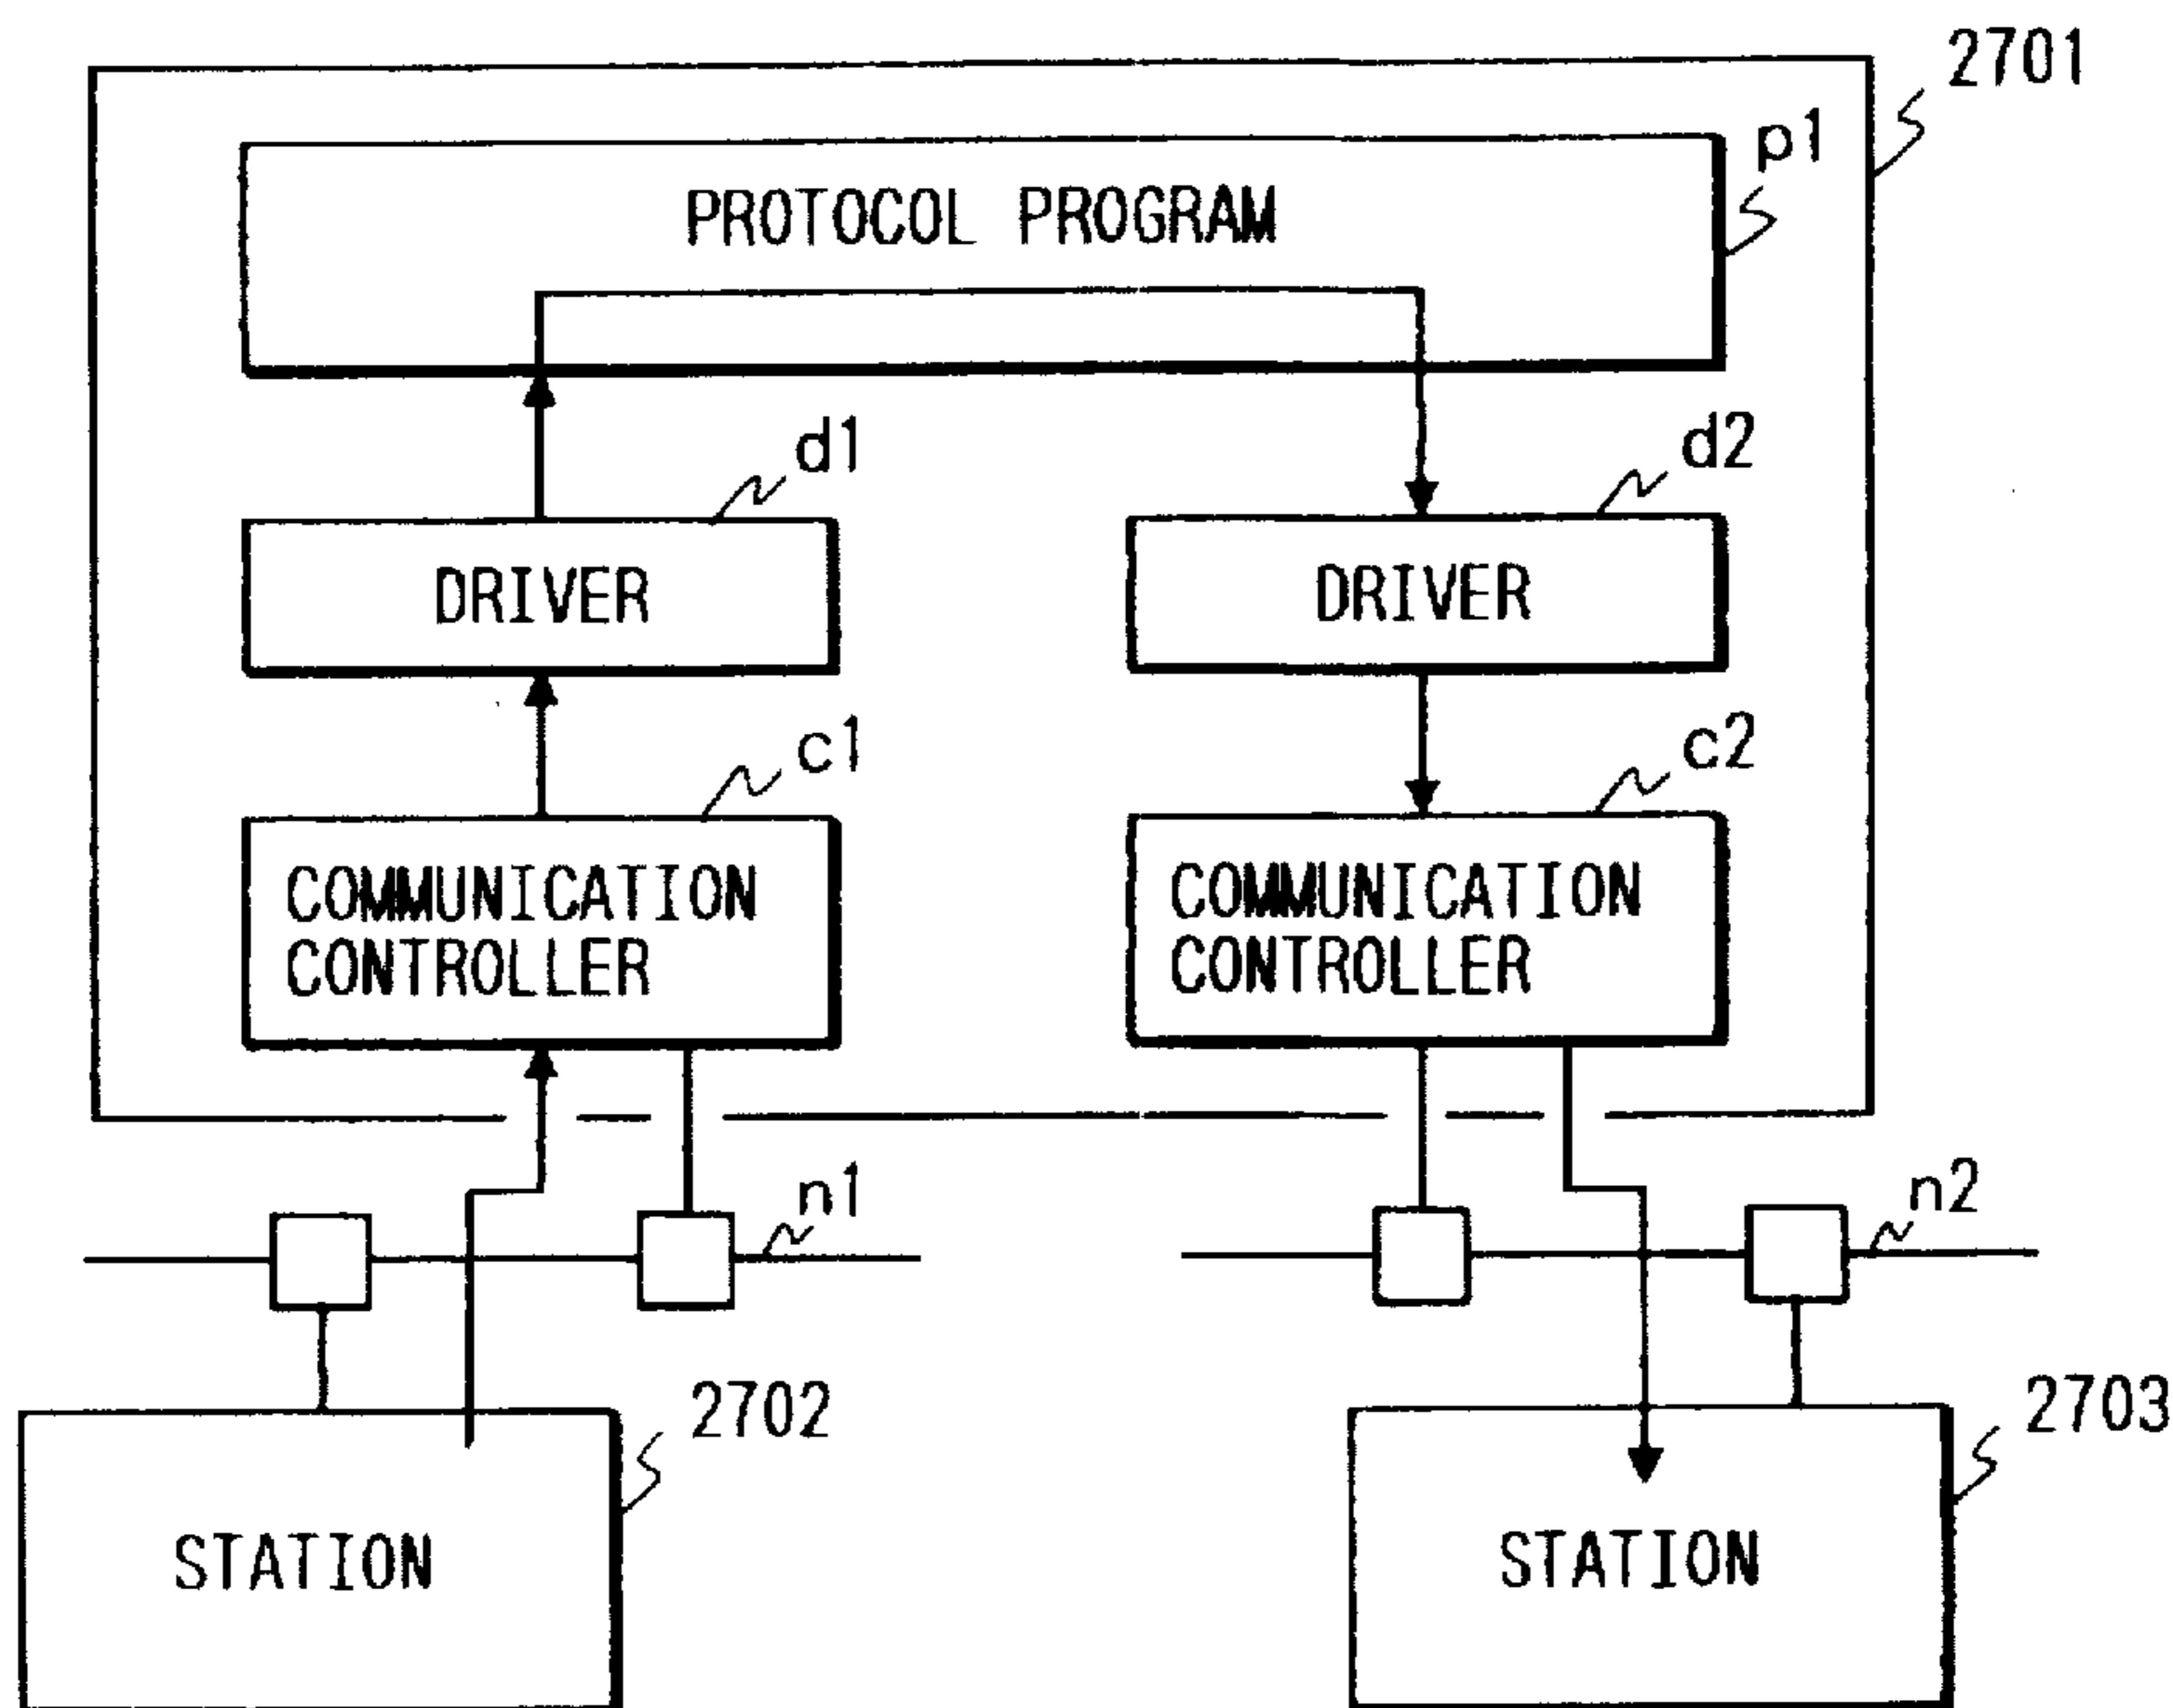 2701
p1
PROTOCOL PROGRAM
d1
d2
DRIVER
DRIVER
c1
c2
COMMUNICATION
CONTROLLER
COMMUNICATION
CONTROLLER
n1
n2
2702
2703
STATION
STATION